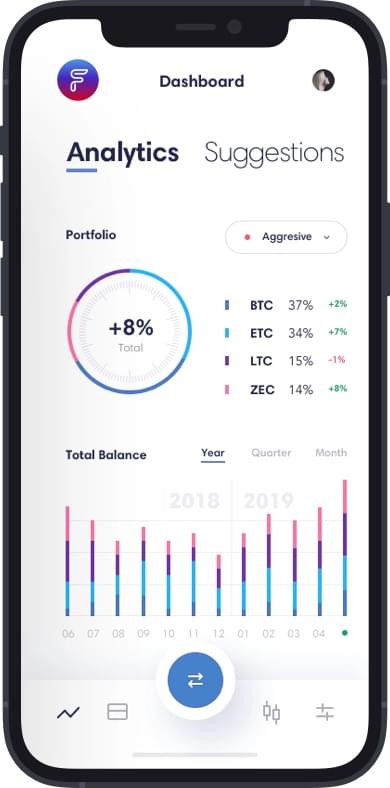 Dashboard
Analytics Suggestions
Portfolio Aggresive
+8%
Total
BTC 37% +2%
ETC 34% +7%
LTC 15% -1%
ZEC 14% +8%
Total Balance Year Quarter Month
2018 2019
06 07 08 09 10 11 12 01 02 03 04